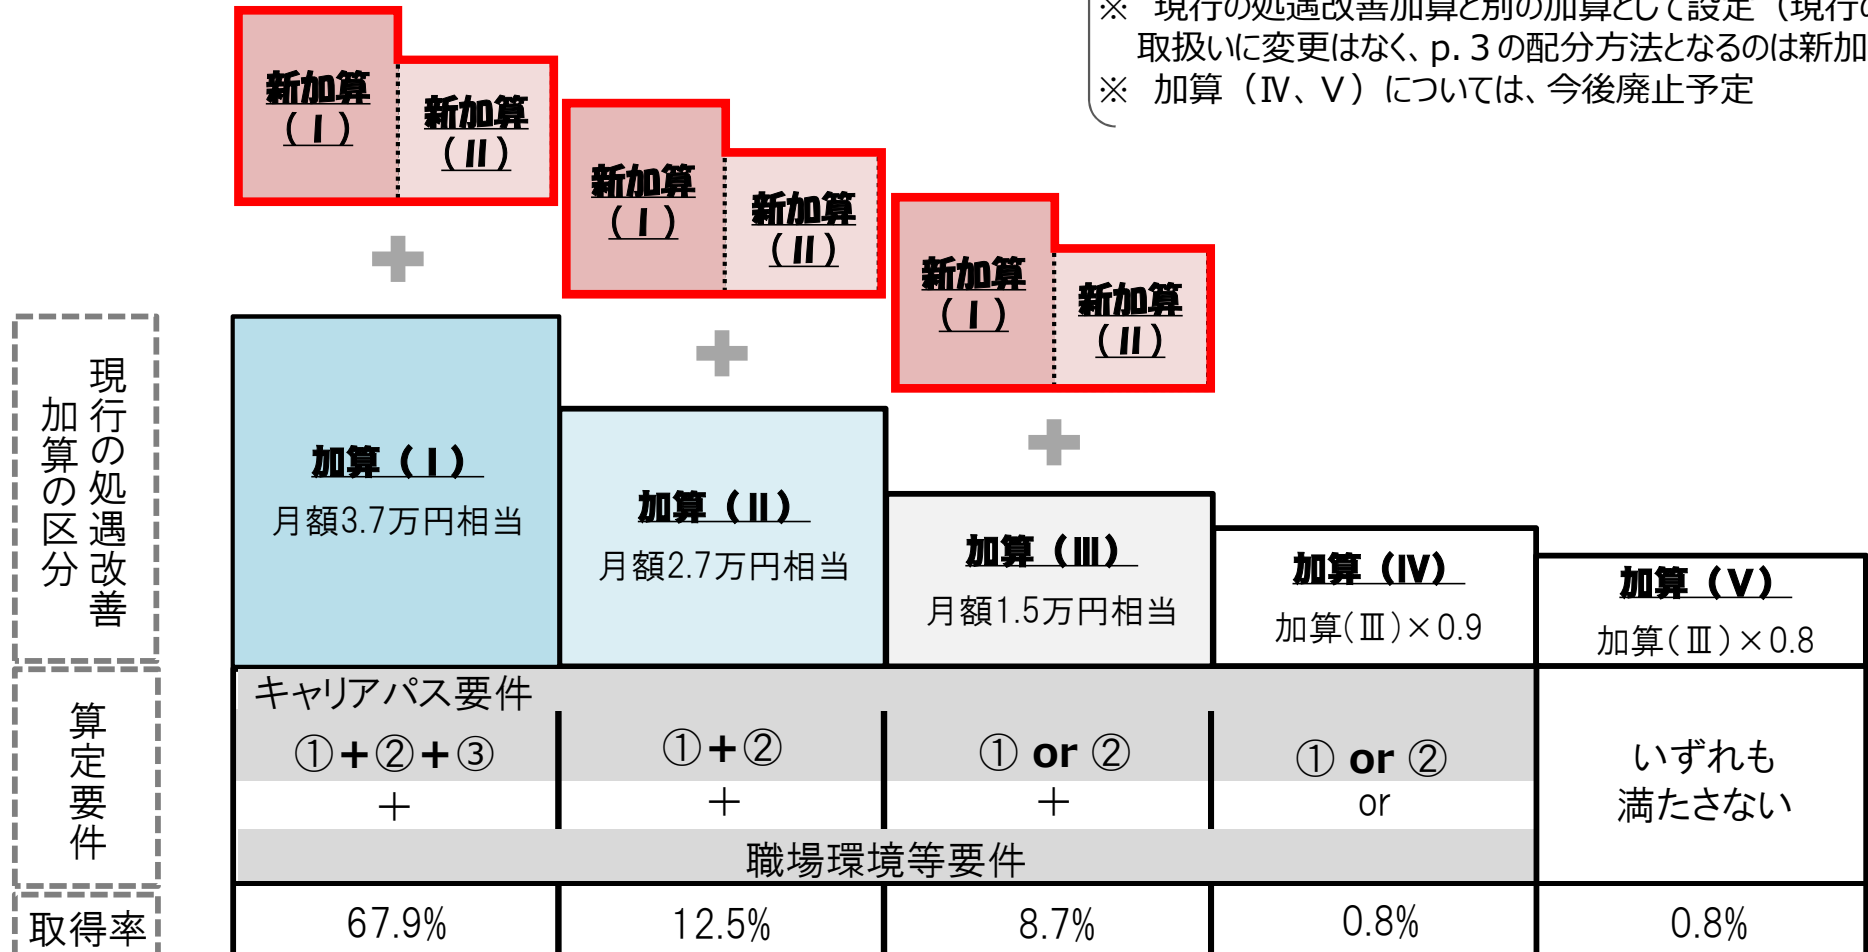 ※ 現行の処遇改善加算と別の加算として設定（現行の
取扱いに変更はなく、p.３の配分方法となるのは新加
※ 加算（Ⅳ、Ⅴ）については、今後廃止予定
新加算
（Ⅰ）
新加算
（Ⅱ）
新加算
（Ⅰ）
新加算
（Ⅱ）
新加算
（Ⅰ）
新加算
（Ⅱ）
現行の処遇改善
加算の区分
加算（Ⅰ）
月額3.7万円相当
加算（Ⅱ）
月額2.7万円相当
加算（Ⅲ）
月額1.5万円相当
加算（Ⅳ）
加算(Ⅲ)×0.9
加算（Ⅴ）
加算(Ⅲ)×0.8
算定要件
キャリアパス要件
①+②+③
＋
①+②
＋
① or ②
＋
① or ②
or
職場環境等要件
いずれも
満たさない
取得率
67.9%
12.5%
8.7%
0.8%
0.8%